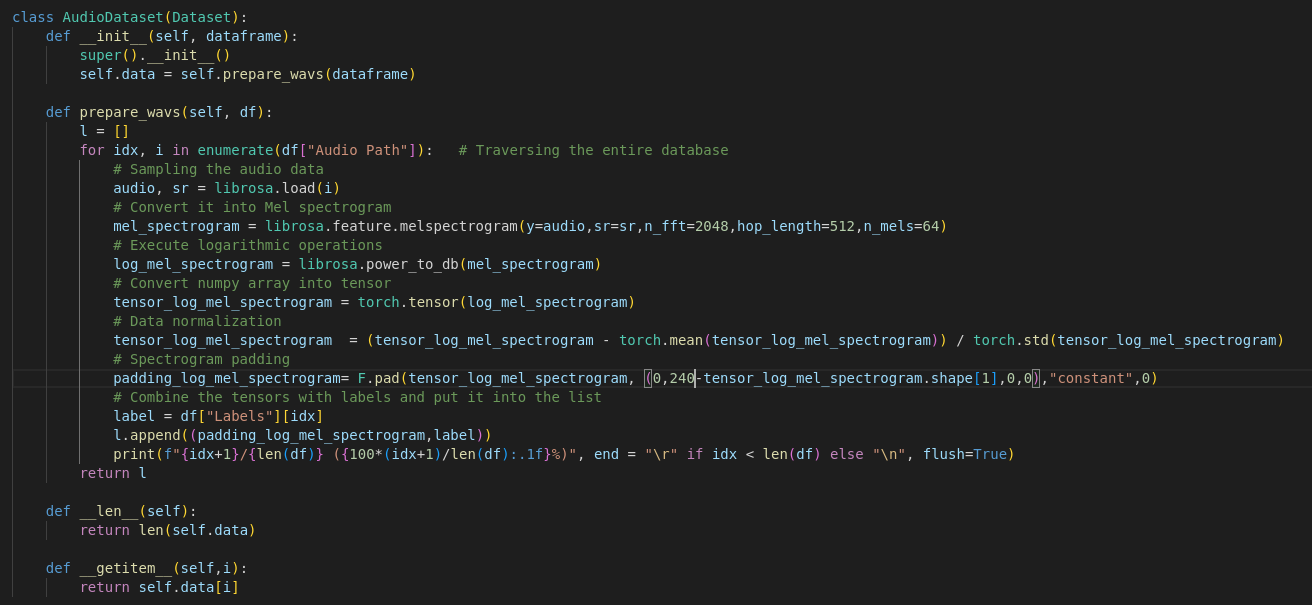 class AudioDataset(Dataset):
    def __init__(self, dataframe):
        super().__init__()
        self.data = self.prepare_wavs(dataframe)

    def prepare_wavs(self, df):
        l = []
        for idx, i in enumerate(df["Audio Path"]):   # Traversing the entire database
            # Sampling the audio data
            audio, sr = librosa.load(i)
            # Convert it into Mel spectrogram
            mel_spectrogram = librosa.feature.melspectrogram(y=audio,sr=sr,n_fft=2048,hop_length=512,n_mels=64)
            # Execute logarithmic operations
            log_mel_spectrogram = librosa.power_to_db(mel_spectrogram)
            # Convert numpy array into tensor
            tensor_log_mel_spectrogram = torch.tensor(log_mel_spectrogram)
            # Data normalization
            tensor_log_mel_spectrogram  = (tensor_log_mel_spectrogram - torch.mean(tensor_log_mel_spectrogram)) / torch.std(tensor_log_mel_spectrogram)
            # Spectrogram padding
            padding_log_mel_spectrogram= F.pad(tensor_log_mel_spectrogram, (0,240-tensor_log_mel_spectrogram.shape[1],0,0),"constant",0)
            # Combine the tensors with labels and put it into the list
            label = df["Labels"][idx]
            l.append((padding_log_mel_spectrogram,label))
            print(f"{idx+1}/{len(df)} ({100*(idx+1)/len(df):.1f}%)", end = "\r" if idx < len(df) else "\n", flush=True)
        return l

    def __len__(self):
        return len(self.data)

    def __getitem__(self,i):
        return self.data[i]